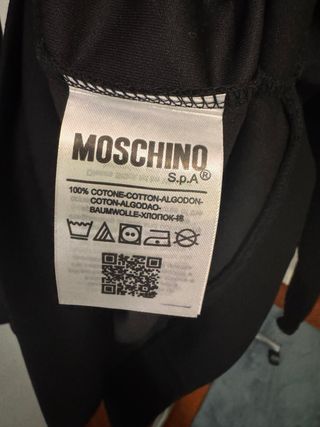 MOSCHINO
S.p.A®
100% COTONE-COTTON-ALGODON-
COTON-ALGODAO-
BAUMWOLLE-ХЛОПОК-棉